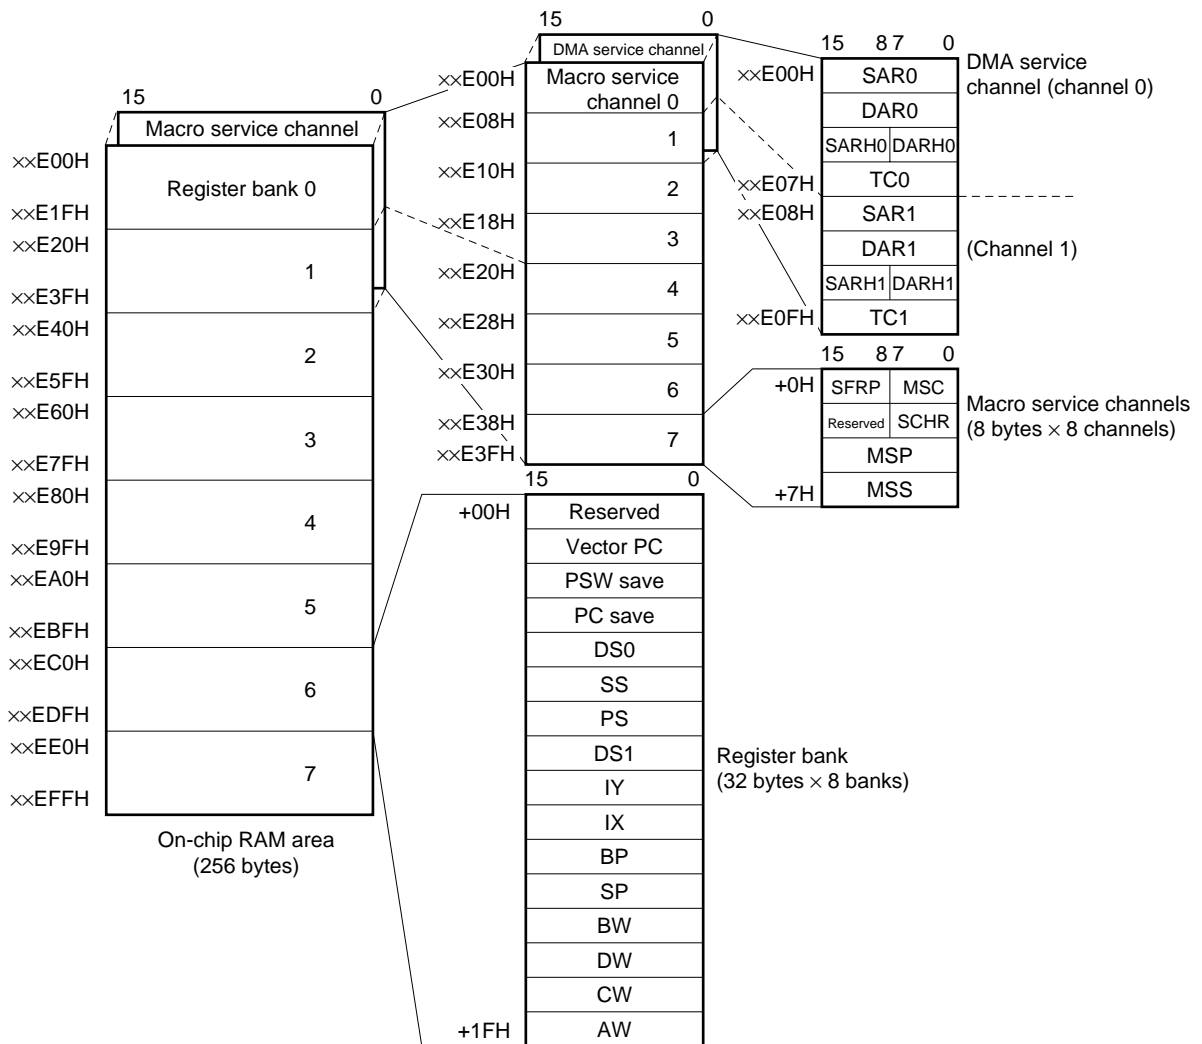 15 0
Macro service channel
××E00H
Register bank 0
××E1FH
××E20H
1
××E3FH
××E40H
2
××E5FH
××E60H
3
××E7FH
××E80H
4
××E9FH
××EA0H
5
××EBFH
××EC0H
6
××EDFH
××EE0H
7
××EFFH
On-chip RAM area
(256 bytes)
15 0
DMA service channel
××E00H
Macro service
channel 0
××E08H
1
××E10H
2
××E18H
3
××E20H
4
××E28H
5
××E30H
6
××E38H
7
××E3FH
15 8 7 0
××E00H
SAR0
DAR0
SARH0 DARH0
TC0
××E07H
××E08H
SAR1
DAR1
SARH1 DARH1
××E0FH
TC1
DMA service
channel (channel 0)
(Channel 1)
15 8 7 0
+0H
SFRP MSC
Reserved SCHR
MSP
MSS
+7H
Macro service channels
(8 bytes × 8 channels)
15 0
+00H
Reserved
Vector PC
PSW save
PC save
DS0
SS
PS
DS1
IY
IX
BP
SP
BW
DW
CW
+1FH
AW
Register bank
(32 bytes × 8 banks)